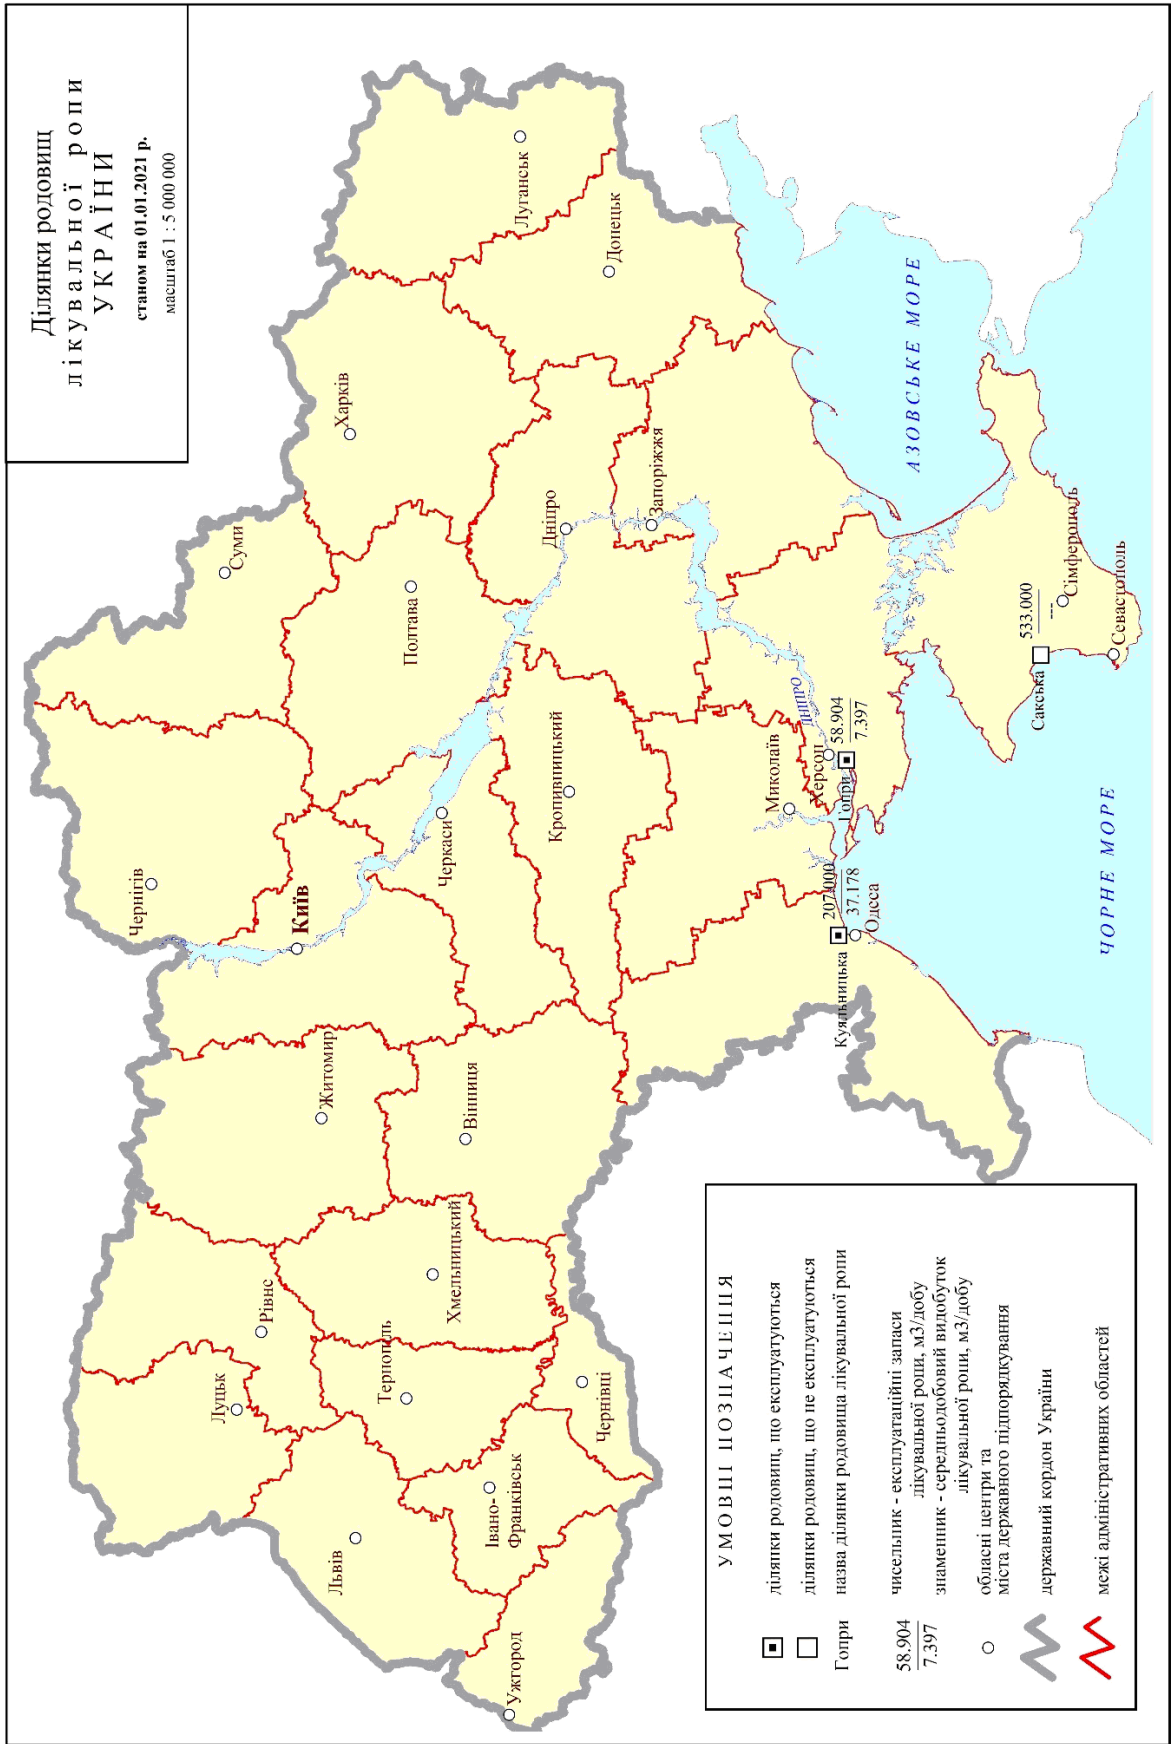 Ділянки родовищ
лікувальної ропи
УКРАЇНИ
станом на 01.01.2021 р.
масштаб 1 : 5 000 000
Чернігів
Суми
Луцьк
Рівне
Житомир
Київ
Харків
Львів
Тернопіль
Хмельницький
Вінниця
Черкаси
Полтава
Луганськ
Ужгород
Івано-
Франківськ
Чернівці
Кропивницький
Дніпро
Донецьк
Запоріжжя
Миколаїв
ДНІПРО
Херсон
Гопри
58.904
7.397
Куяльницька
207.000
37.178
Одеса
АЗОВСЬКЕ МОРЕ
Сакська
533.000
---
Сімферополь
Севастополь
ЧОРНЕ МОРЕ
УМОВНІ ПОЗНАЧЕННЯ
ділянки родовищ, що експлуатуються
ділянки родовищ, що не експлуатуються
Гопри назва ділянки родовища лікувальної ропи
58.904 чисельник - експлуатаційні запаси
лікувальної ропи, м3/добу
7.397 знаменник - середньодобовий видобуток
лікувальної ропи, м3/добу
обласні центри та
міста державного підпорядкування
державний кордон України
межі адміністративних областей